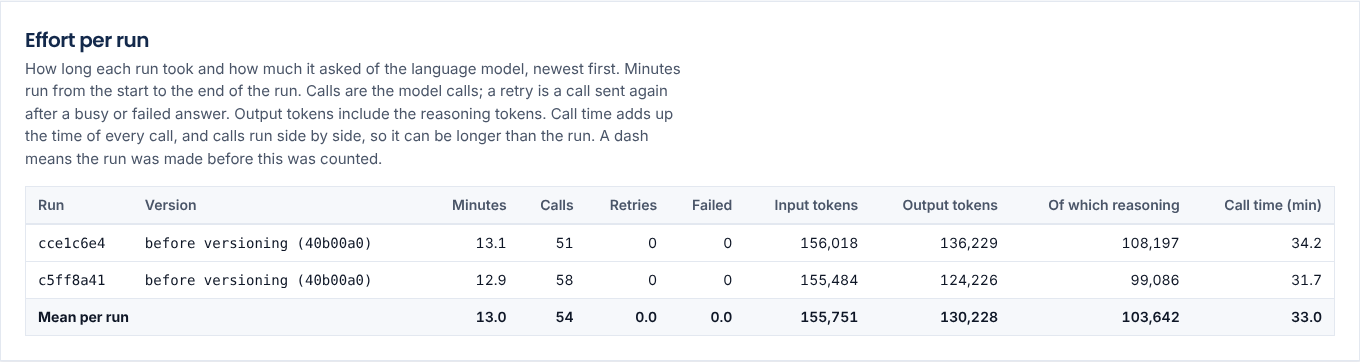 Effort per run
How long each run took and how much it asked of the language model, newest first. Minutes
run from the start to the end of the run. Calls are the model calls; a retry is a call sent again
after a busy or failed answer. Output tokens include the reasoning tokens. Call time adds up
the time of every call, and calls run side by side, so it can be longer than the run. A dash
means the run was made before this was counted.
Run Version Minutes Calls Retries Failed Input tokens Output tokens Of which reasoning Call time (min)
cce1c6e4 before versioning (40b00a0) 13.1 51 0 0 156,018 136,229 108,197 34.2
c5ff8a41 before versioning (40b00a0) 12.9 58 0 0 155,484 124,226 99,086 31.7
Mean per run 13.0 54 0.0 0.0 155,751 130,228 103,642 33.0